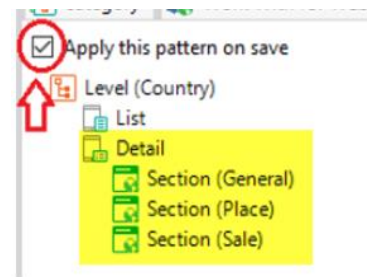 Apply this pattern on save
Level (Country)
List
Detail
Section (General)
Section (Place)
Section (Sale)